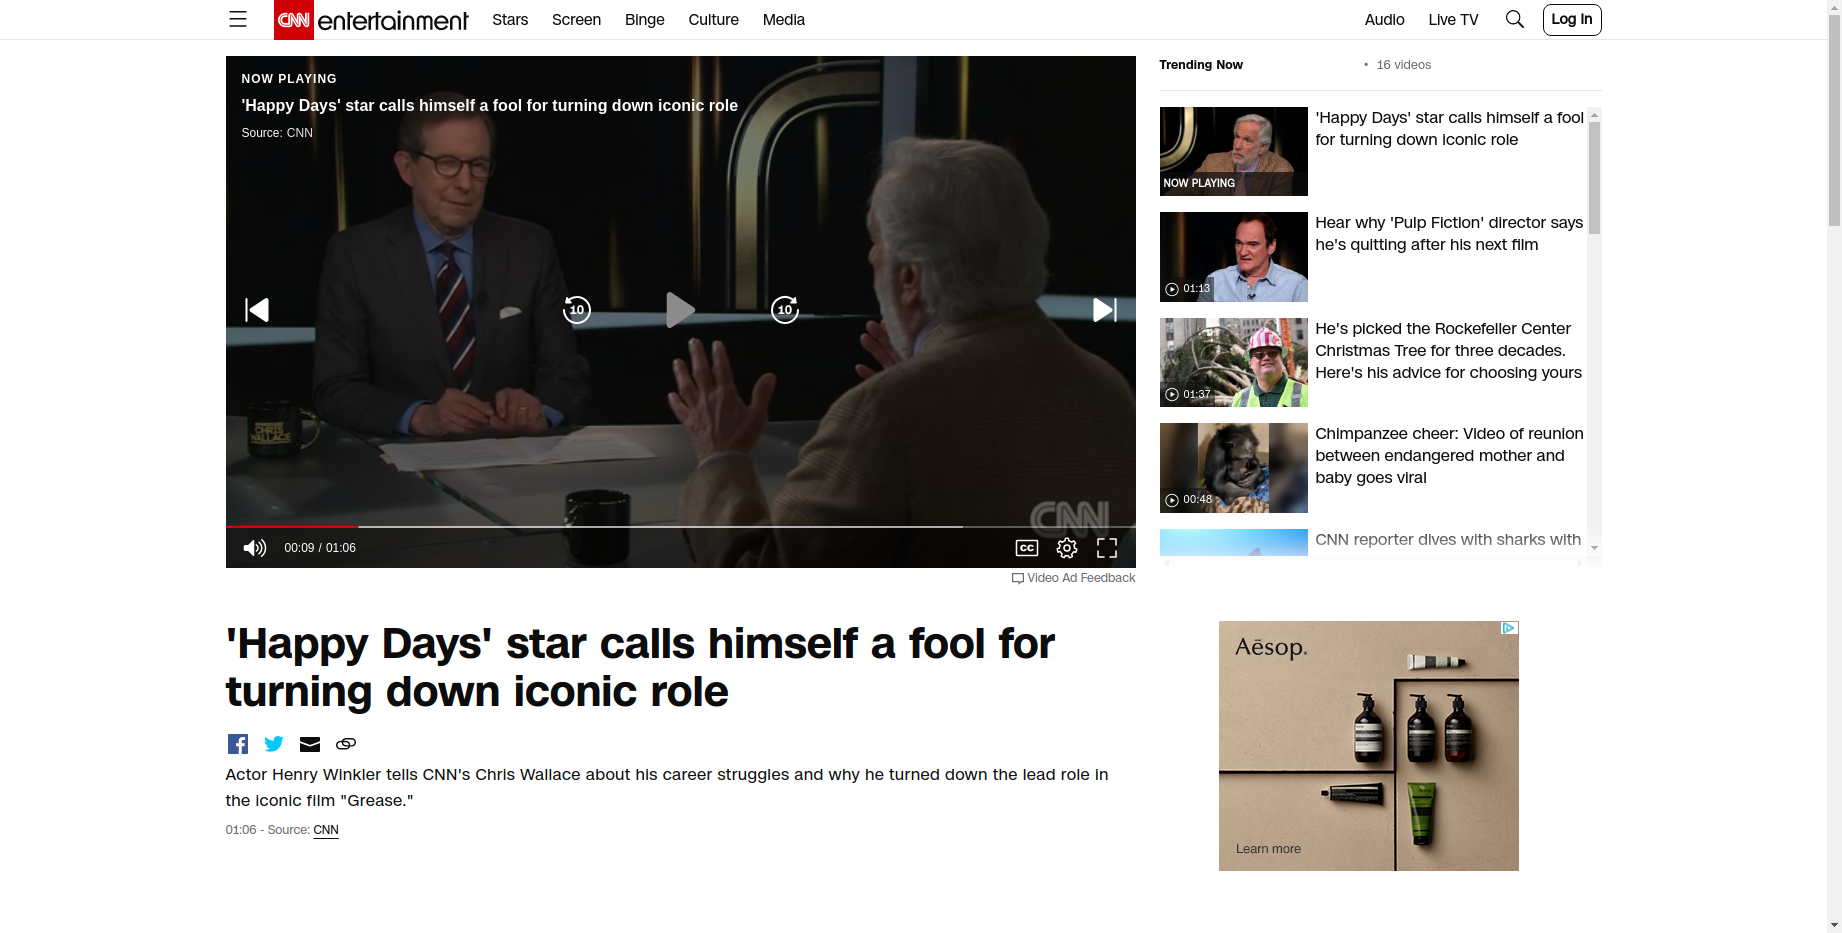 CNN entertainment Stars Screen Binge Culture Media Audio Live TV Log In
NOW PLAYING
'Happy Days' star calls himself a fool for turning down iconic role
Source: CNN
CHRIS
WALLACE
10
10
CNN
00:09 / 01:06
CC
Video Ad Feedback
Trending Now • 16 videos
'Happy Days' star calls himself a fool
for turning down iconic role
NOW PLAYING
Hear why 'Pulp Fiction' director says
he's quitting after his next film
01:13
He's picked the Rockefeller Center
Christmas Tree for three decades.
Here's his advice for choosing yours
01:37
Chimpanzee cheer: Video of reunion
between endangered mother and
baby goes viral
00:48
CNN reporter dives with sharks with
'Happy Days' star calls himself a fool for
turning down iconic role
Actor Henry Winkler tells CNN's Chris Wallace about his career struggles and why he turned down the lead role in
the iconic film "Grease."
01:06 - Source: CNN
Aēsop.
Learn more